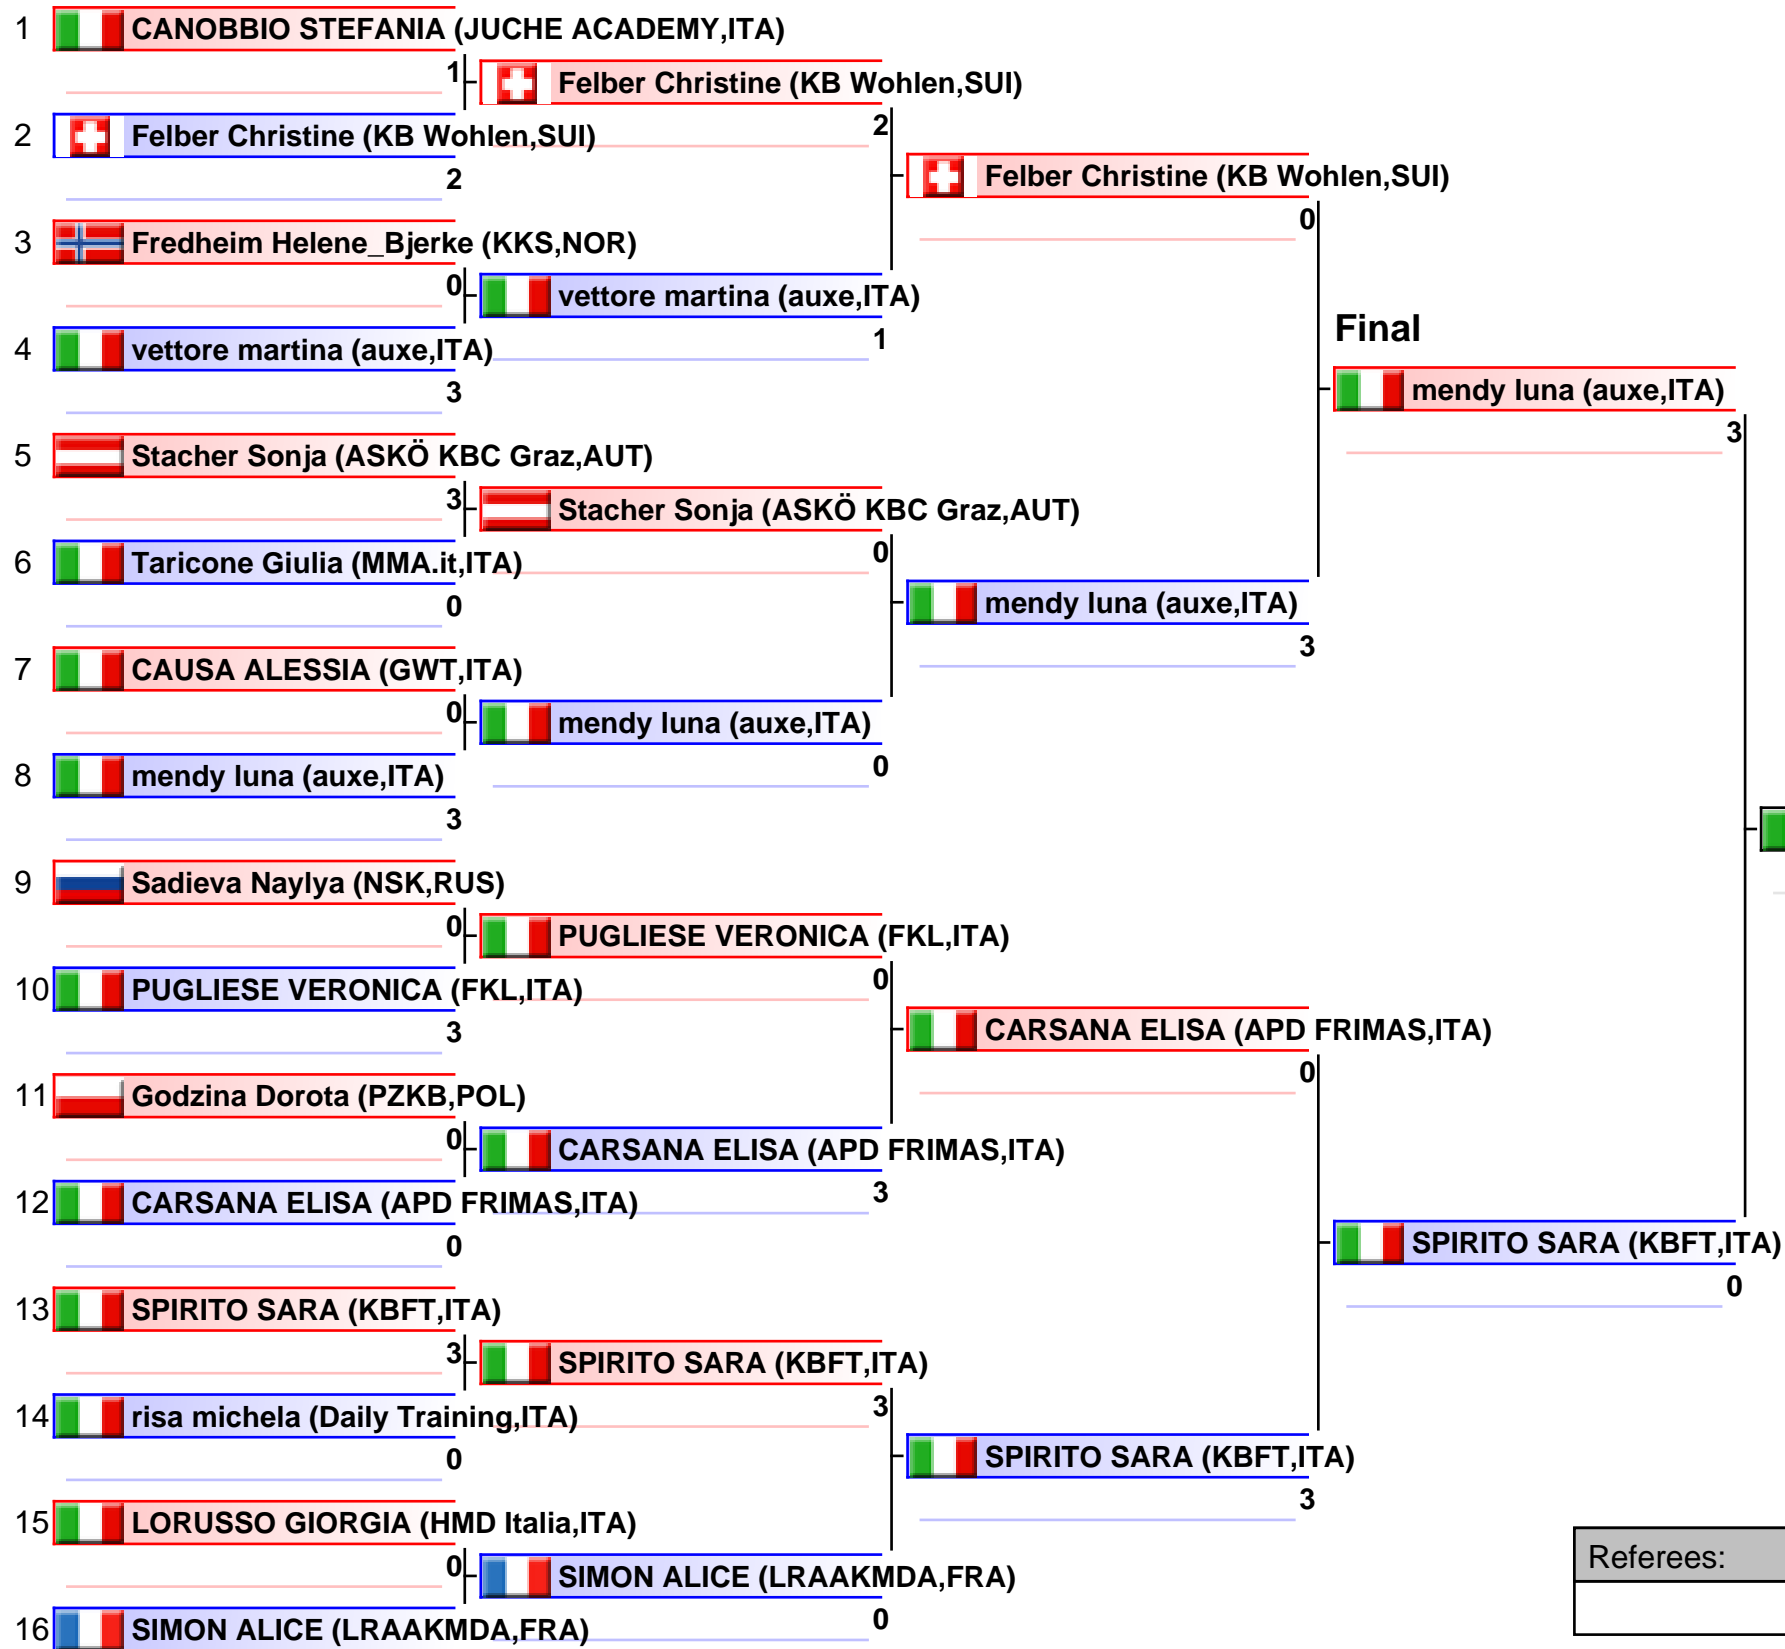 1 CANOBBIO STEFANIA (JUCHE ACADEMY,ITA)
1 Felber Christine (KB Wohlen,SUI)
2 Felber Christine (KB Wohlen,SUI) 2
Felber Christine (KB Wohlen,SUI)
2
0
3 Fredheim Helene_Bjerke (KKS,NOR)
0 vettore martina (auxe,ITA)
Final
4 vettore martina (auxe,ITA) 1
mendy luna (auxe,ITA)
3
3
5 Stacher Sonja (ASKÖ KBC Graz,AUT)
3 Stacher Sonja (ASKÖ KBC Graz,AUT)
6 Taricone Giulia (MMA.it,ITA) 0
mendy luna (auxe,ITA)
0
3
7 CAUSA ALESSIA (GWT,ITA)
0 mendy luna (auxe,ITA)
8 mendy luna (auxe,ITA) 0
3
9 Sadieva Naylya (NSK,RUS)
0 PUGLIESE VERONICA (FKL,ITA)
10 PUGLIESE VERONICA (FKL,ITA) 0
CARSANA ELISA (APD FRIMAS,ITA)
3
0
11 Godzina Dorota (PZKB,POL)
0 CARSANA ELISA (APD FRIMAS,ITA)
12 CARSANA ELISA (APD FRIMAS,ITA) 3
SPIRITO SARA (KBFT,ITA)
0
0
13 SPIRITO SARA (KBFT,ITA)
3 SPIRITO SARA (KBFT,ITA)
14 risa michela (Daily Training,ITA) 3
SPIRITO SARA (KBFT,ITA)
0
3
15 LORUSSO GIORGIA (HMD Italia,ITA)
Referees:
0 SIMON ALICE (LRAAKMDA,FRA)
16 SIMON ALICE (LRAAKMDA,FRA) 0